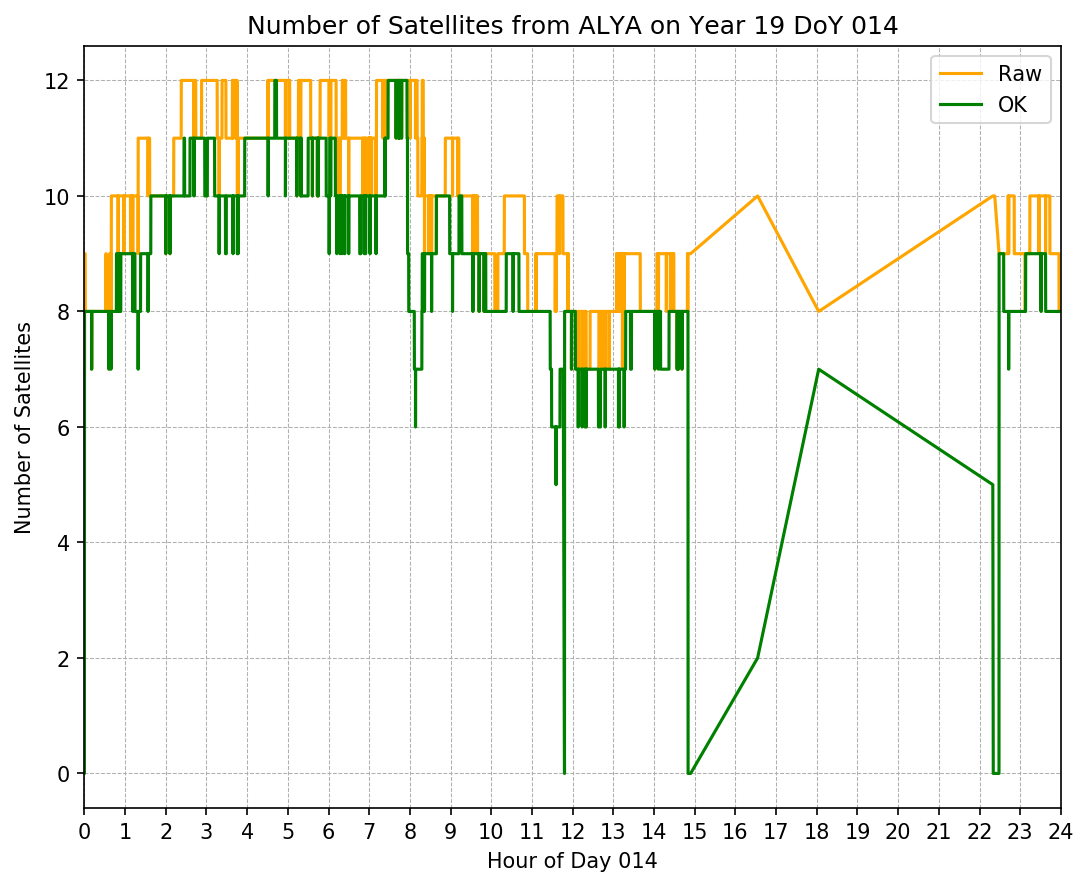 Number of Satellites from ALYA on Year 19 DoY 014
Raw
OK
Number of Satellites
12
10
8
6
4
2
0
0 1 2 3 4 5 6 7 8 9 10 11 12 13 14 15 16 17 18 19 20 21 22 23 24
Hour of Day 014